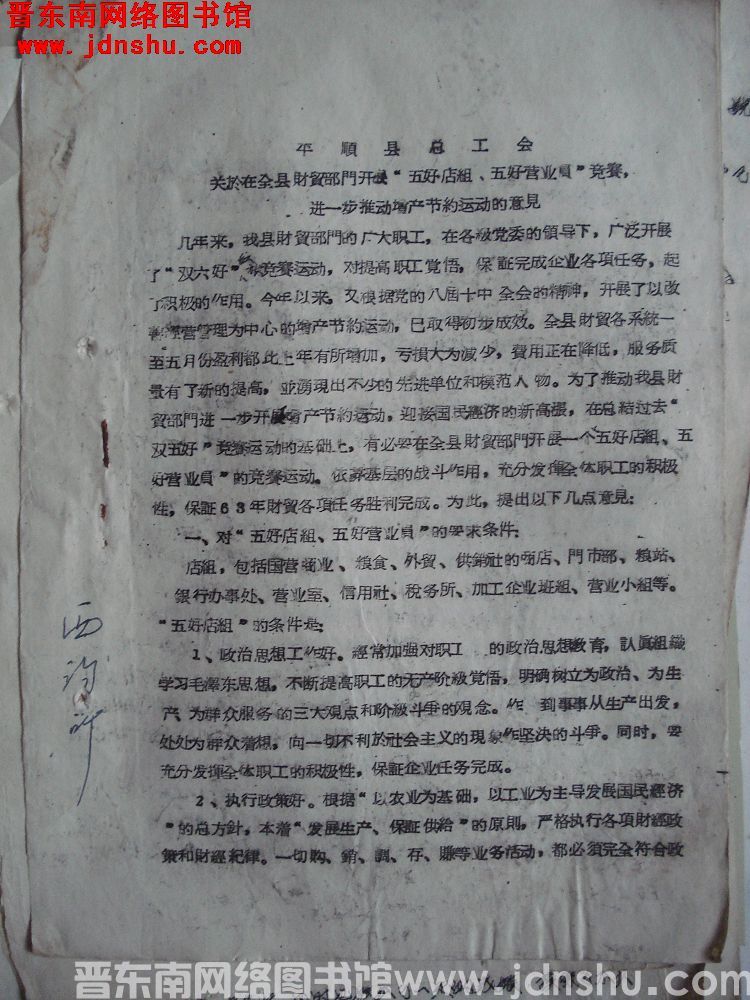 晋东南网络图书馆
www.jdnshu.com
平順县总工会
关於在全县財貿部門开展“五好店組、五好营业員”竞賽，
进一步推动增产节約运动的意見
几年来，我县財貿部門的广大职工，在各級党委的領导下，广泛开展
了“双六好”竞賽运动，对提高职工覚悟，保証完成企业各項任务，起
了积极的作用。今年以来，又根据党的八届十中全会的精神，开展了以改
善經营管理为中心的增产节約运动，已取得初步成效。全县財貿各系統一
至五月份盈利都比上年有所增加，亏损大为减少，費用正在降低，服务质
量有了新的提高，並湧現出不少的先进单位和模范人物。为了推动我县財
貿部門进一步开展增产节約运动，迎接国民經济的新高漲，在总結过去“
双五好”竞賽运动的基础上，有必要在全县財貿部門开展一个五好店組、五
好营业員”的竞賽运动。依靠基层的战斗作用，充分发揮全体职工的积极
性，保証63年財貿各項任务胜利完成。为此，提出以下几点意見：
一、对“五好店組、五好营业員”的要求条件：
店組，包括国营商业、粮食、外貿、供銷社的商店、門市部、粮站、
銀行办事处、营业室、信用社、稅务所、加工企业班組、营业小組等。
“五好店組”的条件是：
1、政治思想工作好。經常加强对职工 的政治思想教育，認眞組織
学习毛澤东思想，不断提高职工的无产阶級覚悟，明确树立为政治、为生
产、为群众服务的三大观点和阶級斗爭的观念。作 到事事从生产出发，
处处为群众着想，向一切不利於社会主义的現象作坚决的斗爭。同时，要
充分发揮全体职工的积极性，保証企业任务完成。
2、执行政策好。根据“以农业为基础，以工业为主导发展国民經济
”的总方針，本着“发展生产、保証供給”的原則，严格执行各項財經政
策和財經紀律。一切购、銷、調、存、賺等业务活动，都必須完全符合政
西沟
晋东南网络图书馆 www.jdnshu.com